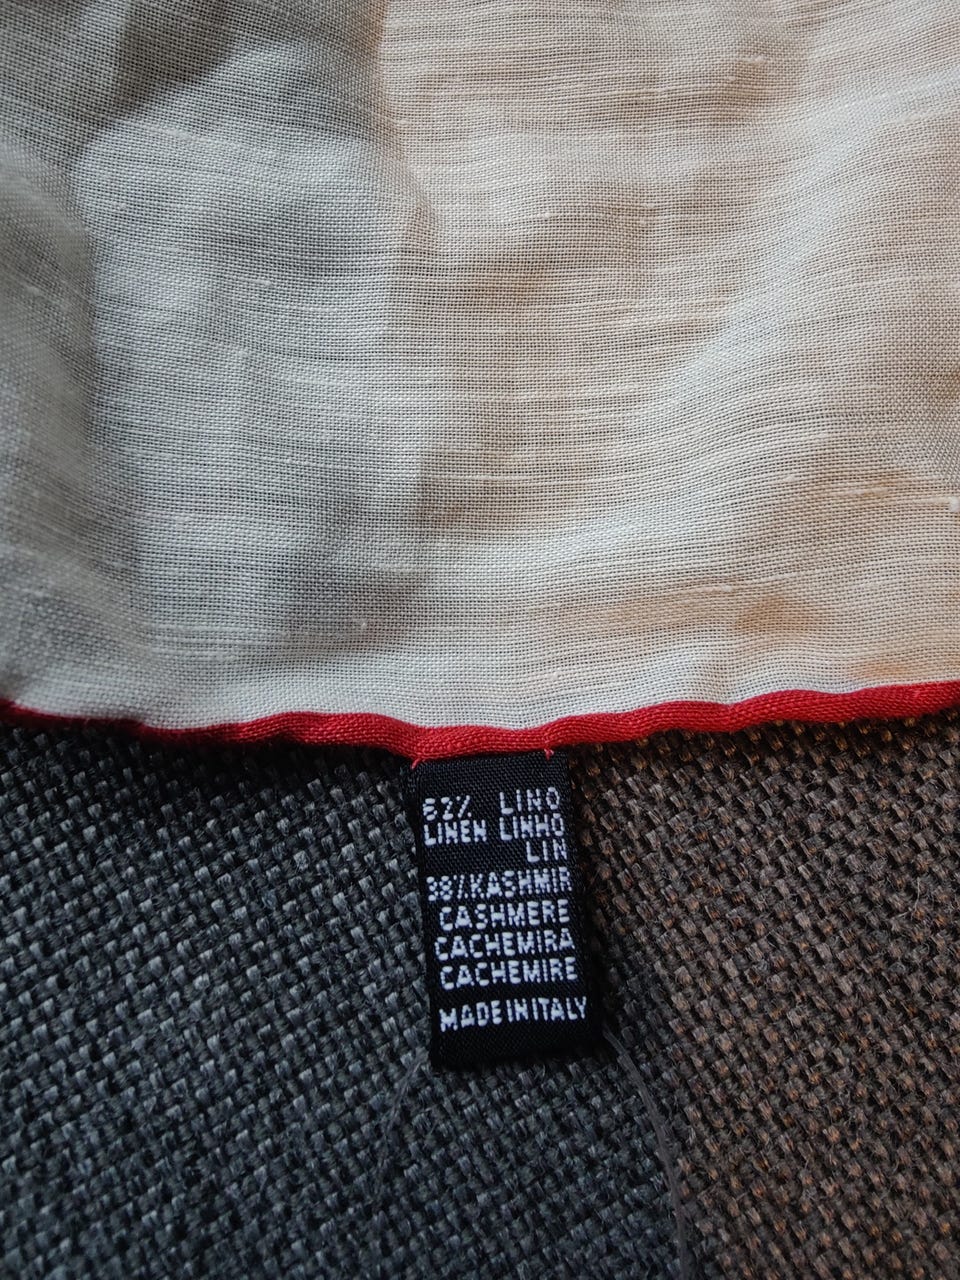 62% LINO
LINEN LINHO
LIN
38%KASHMIR
CASHMERE
CACHEMIRA
CACHEMIRE
MADE IN ITALY